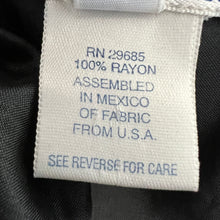 RN 29685
100% RAYON
ASSEMBLED
IN MEXICO
OF FABRIC
FROM U.S.A.
SEE REVERSE FOR CARE